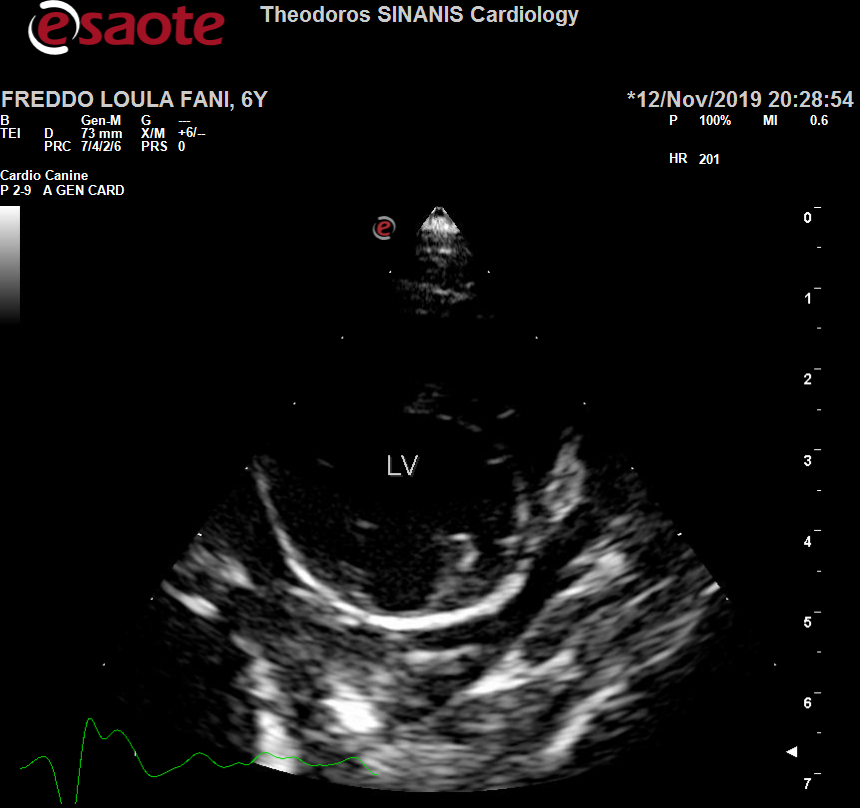 esaote
Theodoros SINANIS Cardiology
FREDDO LOULA FANI, 6Y
*12/Nov/2019 20:28:54
B Gen-M G ---
TEI D 73 mm X/M +6/--
PRC 7/4/2/6 PRS 0
P 100% MI 0.6
HR 201
Cardio Canine
P 2-9 A GEN CARD
e
0
1
2
3
LV
4
5
6
7